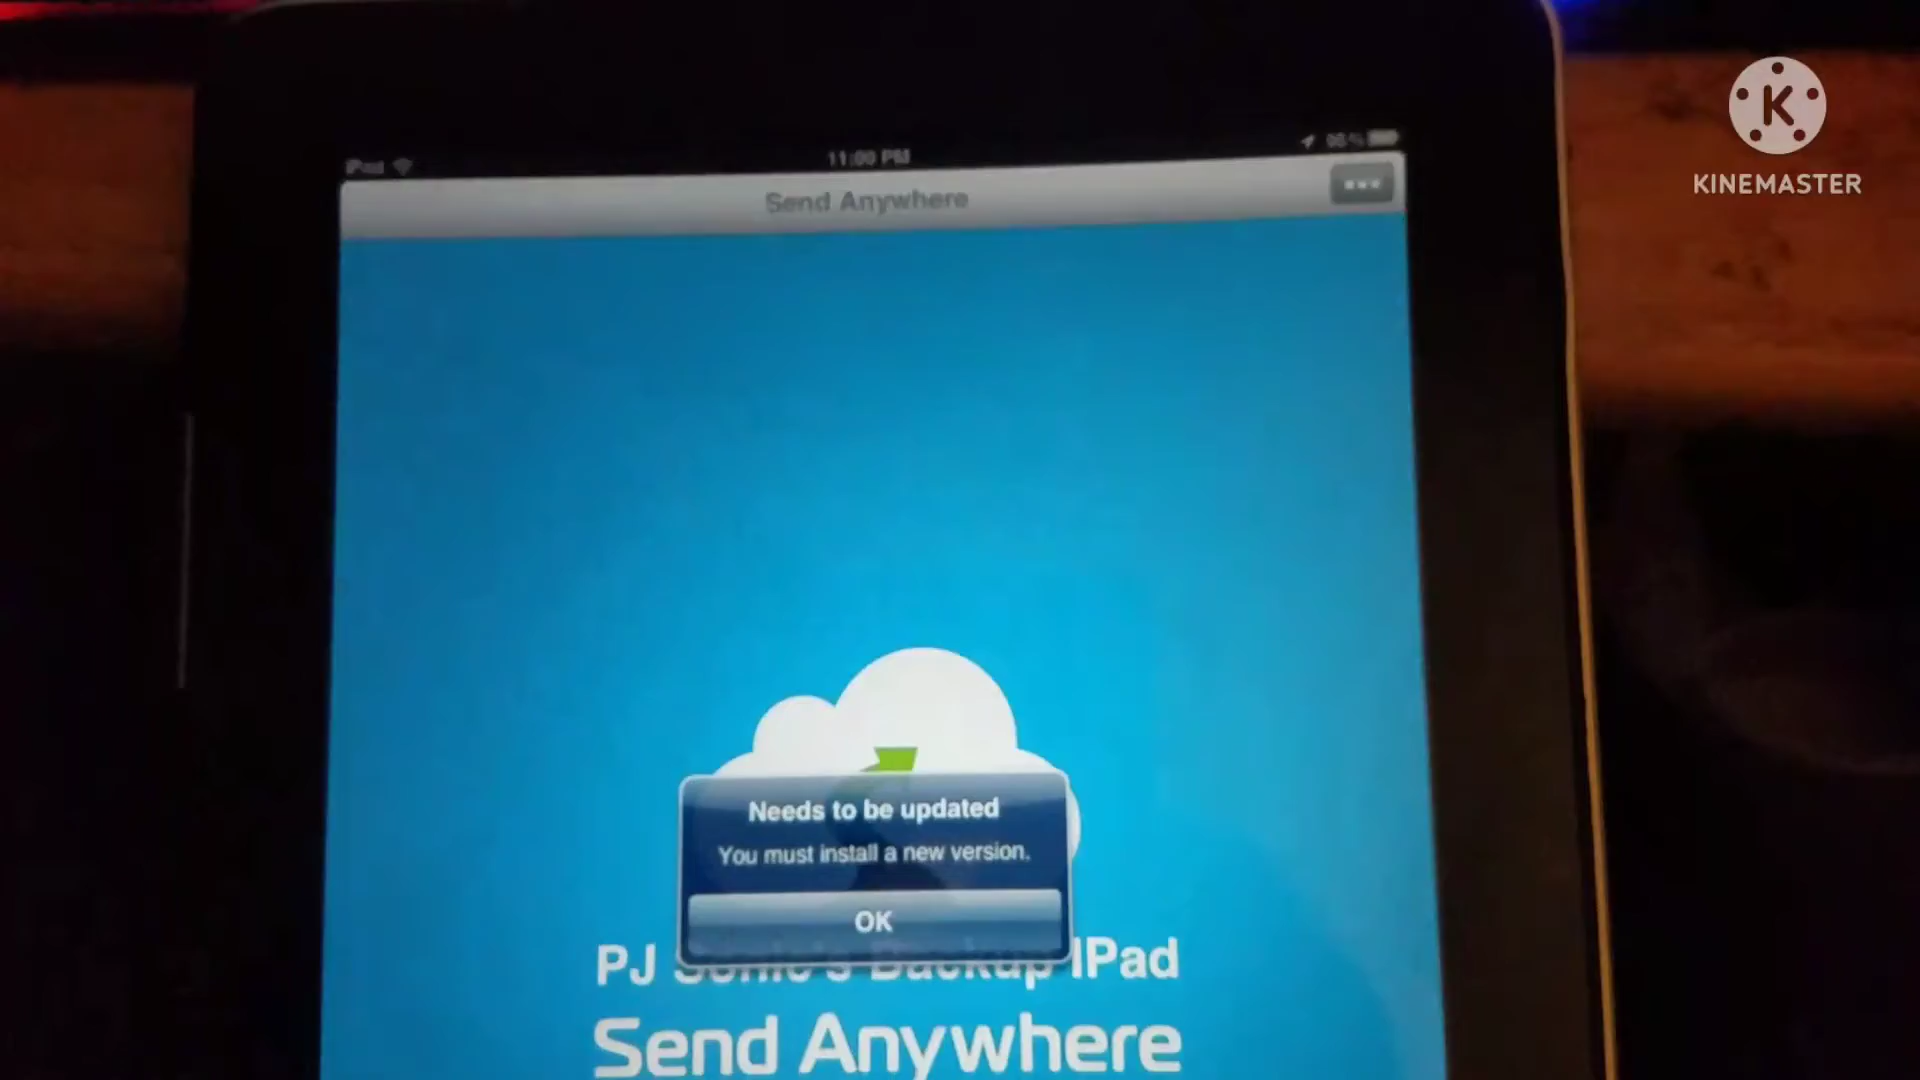 iPad
11:00 PM
Send Anywhere
K
KINEMASTER
Needs to be updated
You must install a new version.
OK
PJ Sonic's Backup IPad
Send Anywhere